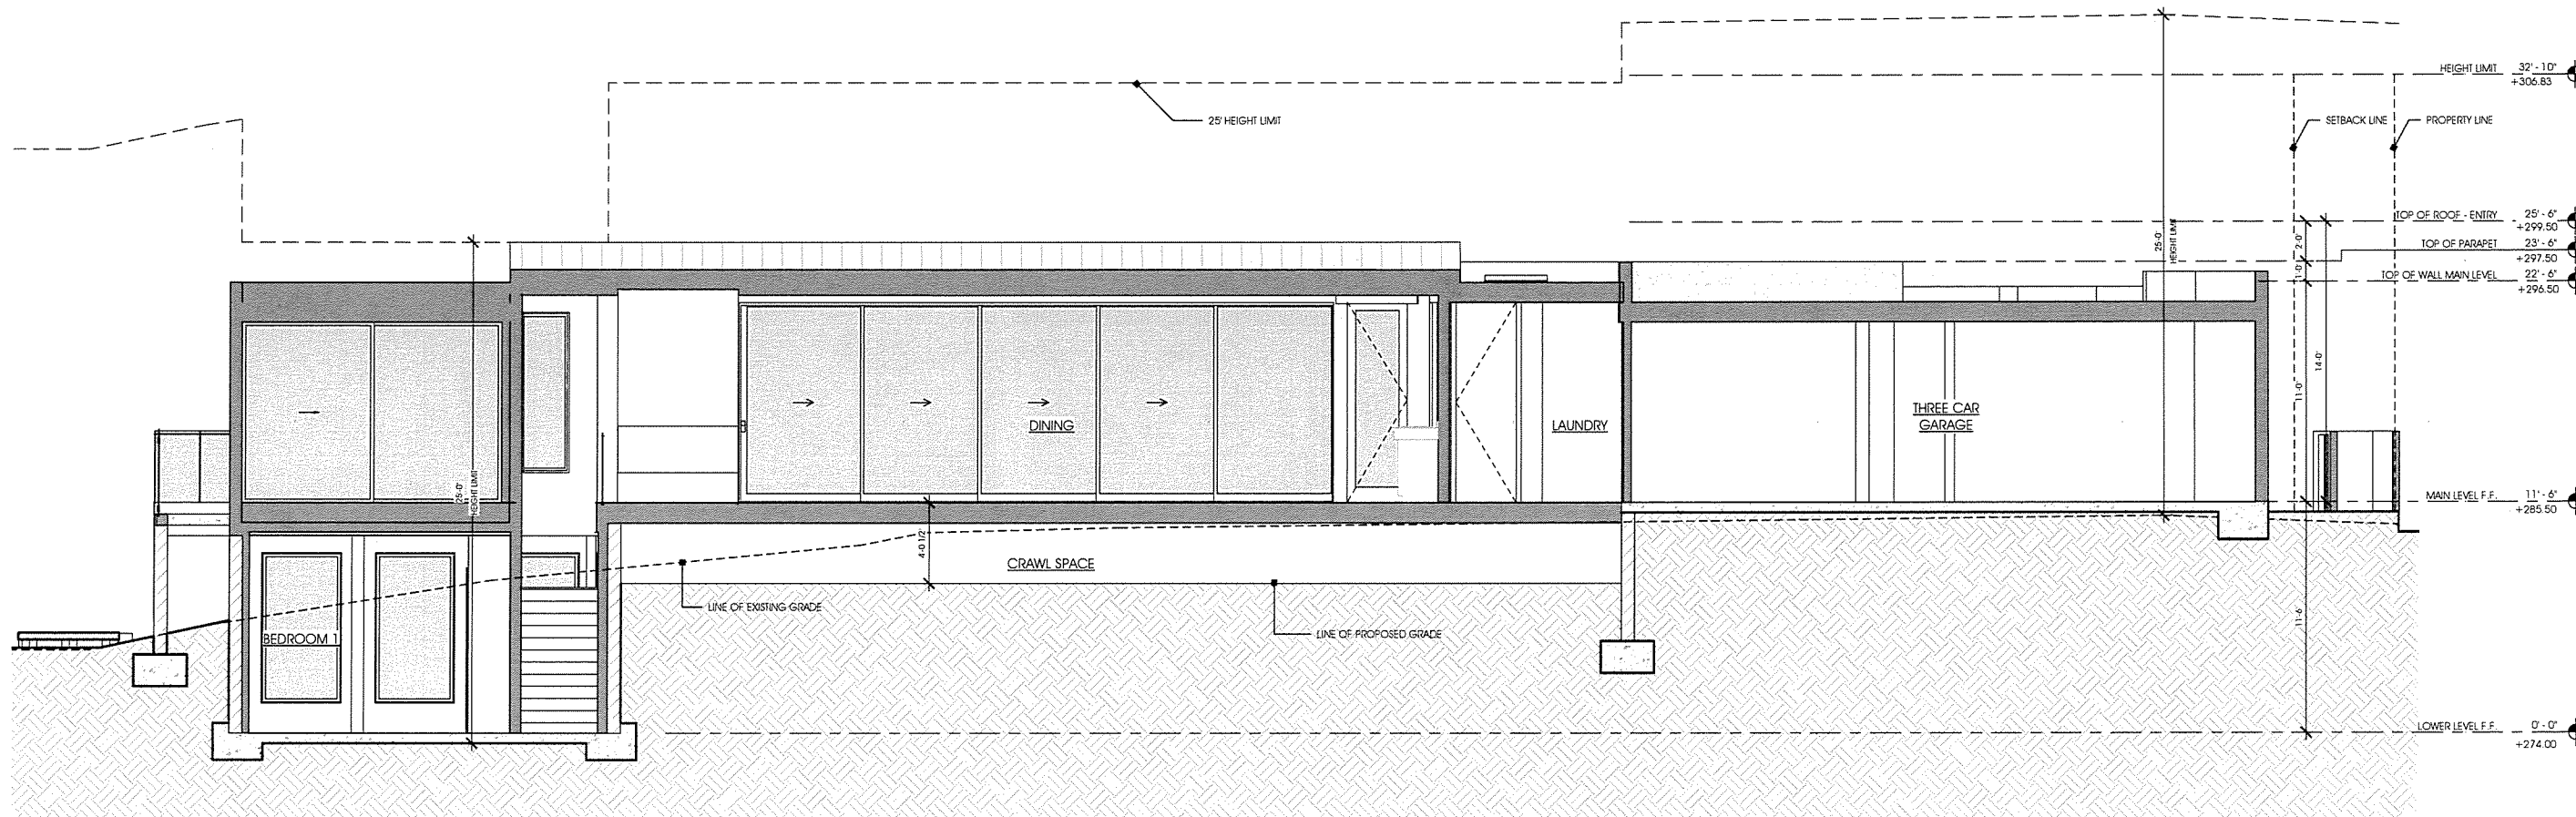 HEIGHT LIMIT 32' - 10"
+306.83
25' HEIGHT LIMIT
SETBACK LINE
PROPERTY LINE
TOP OF ROOF - ENTRY 25' - 6"
+299.50
TOP OF PARAPET 23' - 6"
+297.50
TOP OF WALL MAIN LEVEL 22' - 6"
+296.50
25'-0"
HEIGHT LIMIT
2'-0"
1'-0"
11'-0"
14'-0"
DINING
LAUNDRY
THREE CAR
GARAGE
25'-0"
HEIGHT LIMIT
MAIN LEVEL F.F. 11' - 6"
+285.50
4'-0 1/2"
CRAWL SPACE
LINE OF EXISTING GRADE
LINE OF PROPOSED GRADE
BEDROOM 1
11'-6"
LOWER LEVEL F.F. 0' - 0"
+274.00